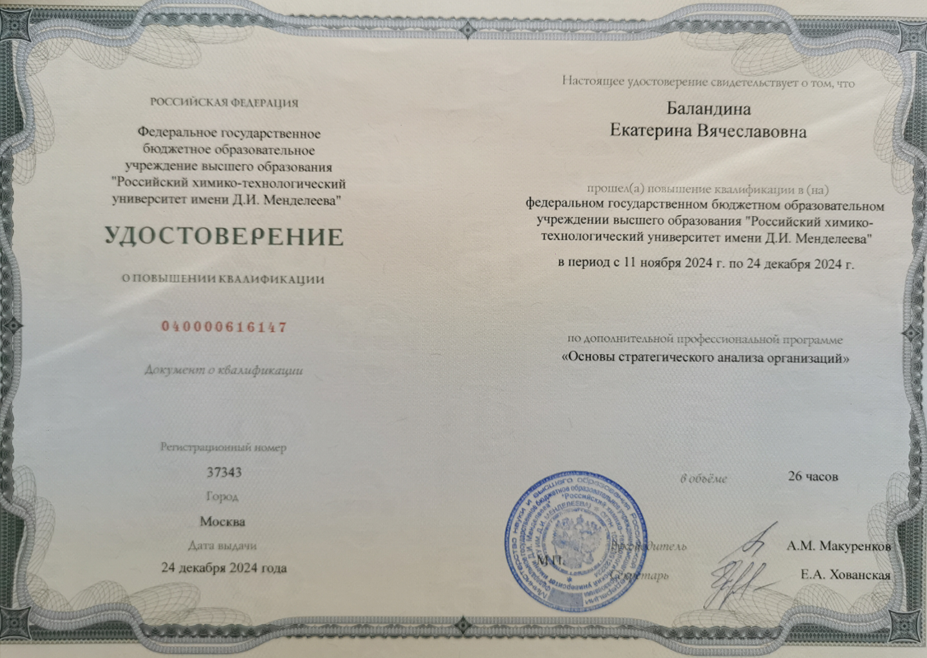 РОССИЙСКАЯ ФЕДЕРАЦИЯ
Федеральное государственное
бюджетное образовательное
учреждение высшего образования
"Российский химико-технологический
университет имени Д.И. Менделеева"
УДОСТОВЕРЕНИЕ
О ПОВЫШЕНИИ КВАЛИФИКАЦИИ
040000616147
Документ о квалификации
Регистрационный номер
37343
Город
Москва
Дата выдачи
24 декабря 2024 года
Настоящее удостоверение свидетельствует о том, что
Баландина
Екатерина Вячеславовна
прошел(а) повышение квалификации в (на)
федеральном государственном бюджетном образовательном
учреждении высшего образования "Российский химико-
технологический университет имени Д.И. Менделеева"
в период с 11 ноября 2024 г. по 24 декабря 2024 г.
по дополнительной профессиональной программе
«Основы стратегического анализа организаций»
в объёме 26 часов
М.П. Руководитель А.М. Макуренков
Секретарь Е.А. Хованская